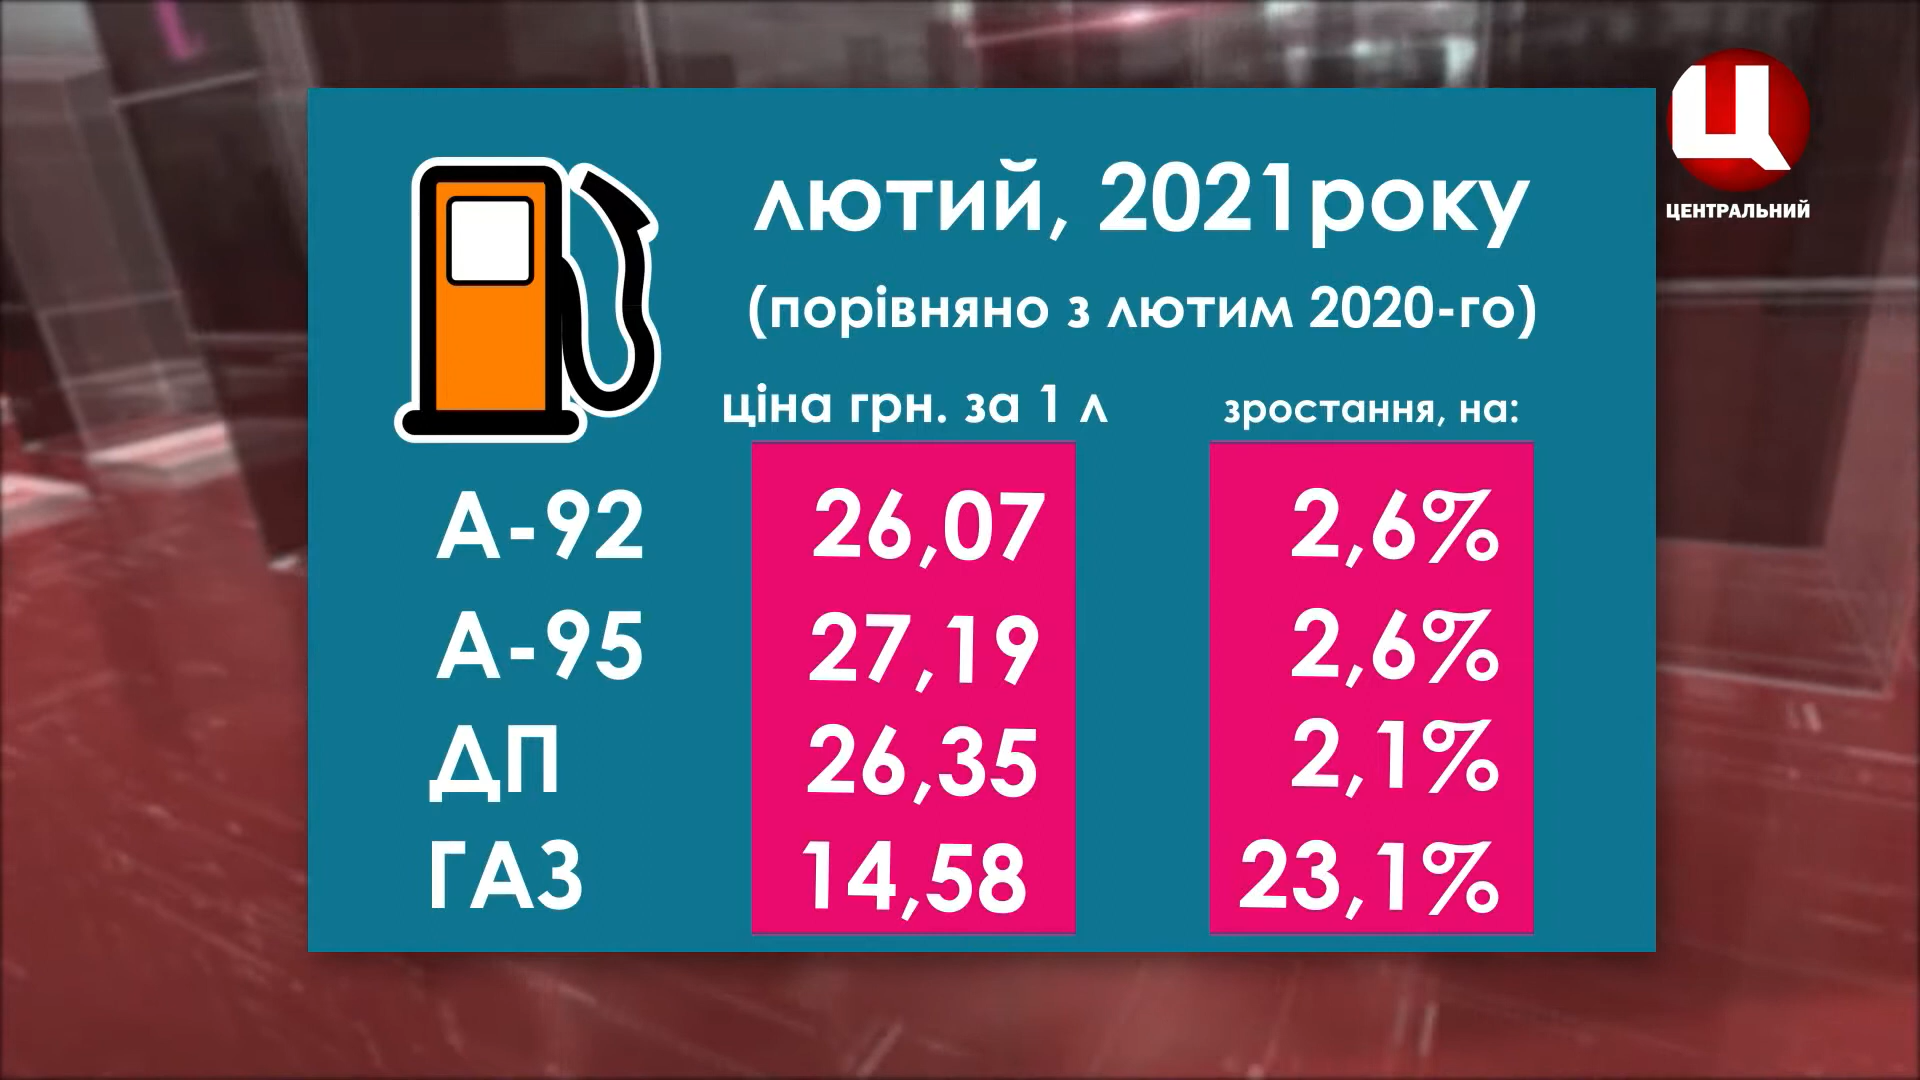 лютий, 2021року
(порівняно з лютим 2020-го)
ціна грн. за 1 л зростання, на:
А-92 26,07 2,6%
А-95 27,19 2,6%
ДП 26,35 2,1%
ГАЗ 14,58 23,1%
Ц
ЦЕНТРАЛЬНИЙ